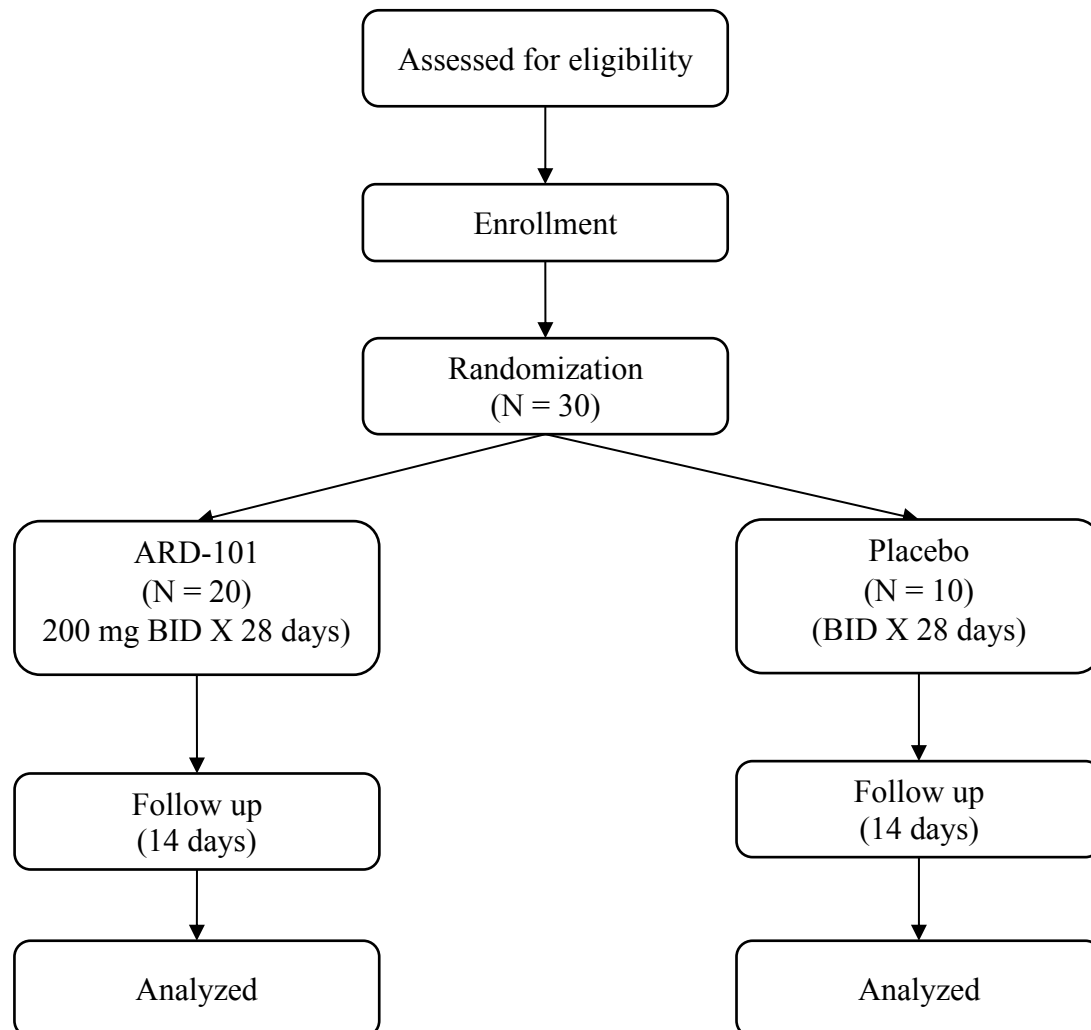 Assessed for eligibility
Enrollment
Randomization
(N = 30)
ARD-101
(N = 20)
200 mg BID X 28 days)
Placebo
(N = 10)
(BID X 28 days)
Follow up
(14 days)
Follow up
(14 days)
Analyzed
Analyzed